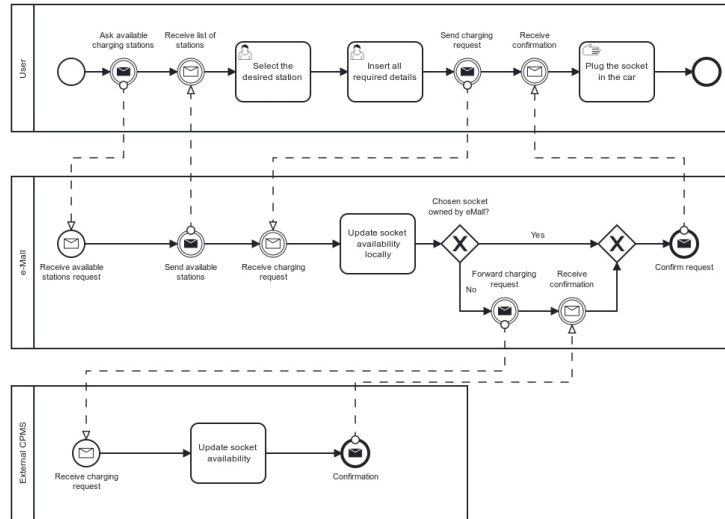 User
Ask available
charging stations
Receive list of
stations
Select the
desired station
Insert all
required details
Send charging
request
Receive
confirmation
Plug the socket
in the car
e-Mall
Receive available
stations request
Send available
stations
Receive charging
request
Update socket
availability
locally
Chosen socket
owned by eMall?
Yes
No
Forward charging
request
Receive
confirmation
Confirm request
External CPMS
Receive charging
request
Update socket
availability
Confirmation